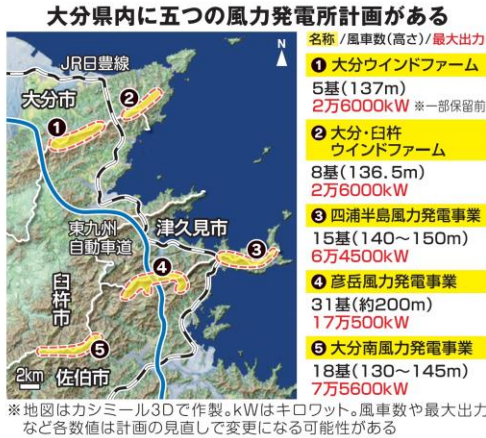 大分県内に五つの風力発電所計画がある
名称/風車数(高さ)/最大出力
❶大分ウインドファーム
5基(137m)
2万6000kW ※一部保留前
❷大分・臼杵
ウインドファーム
8基(136.5m)
2万6000kW
❸四浦半島風力発電事業
15基(140〜150m)
6万4500kW
❹彦岳風力発電事業
31基(約200m)
17万500kW
❺大分南風力発電事業
18基(130〜145m)
7万5600kW
N
JR日豊線
大分市
❷
❶
東九州
自動車道
津久見市
❸
❹
臼杵市
❺
佐伯市
2km
※地図はカシミール3Dで作製。kWはキロワット。風車数や最大出力
など各数値は計画の見直しで変更になる可能性がある